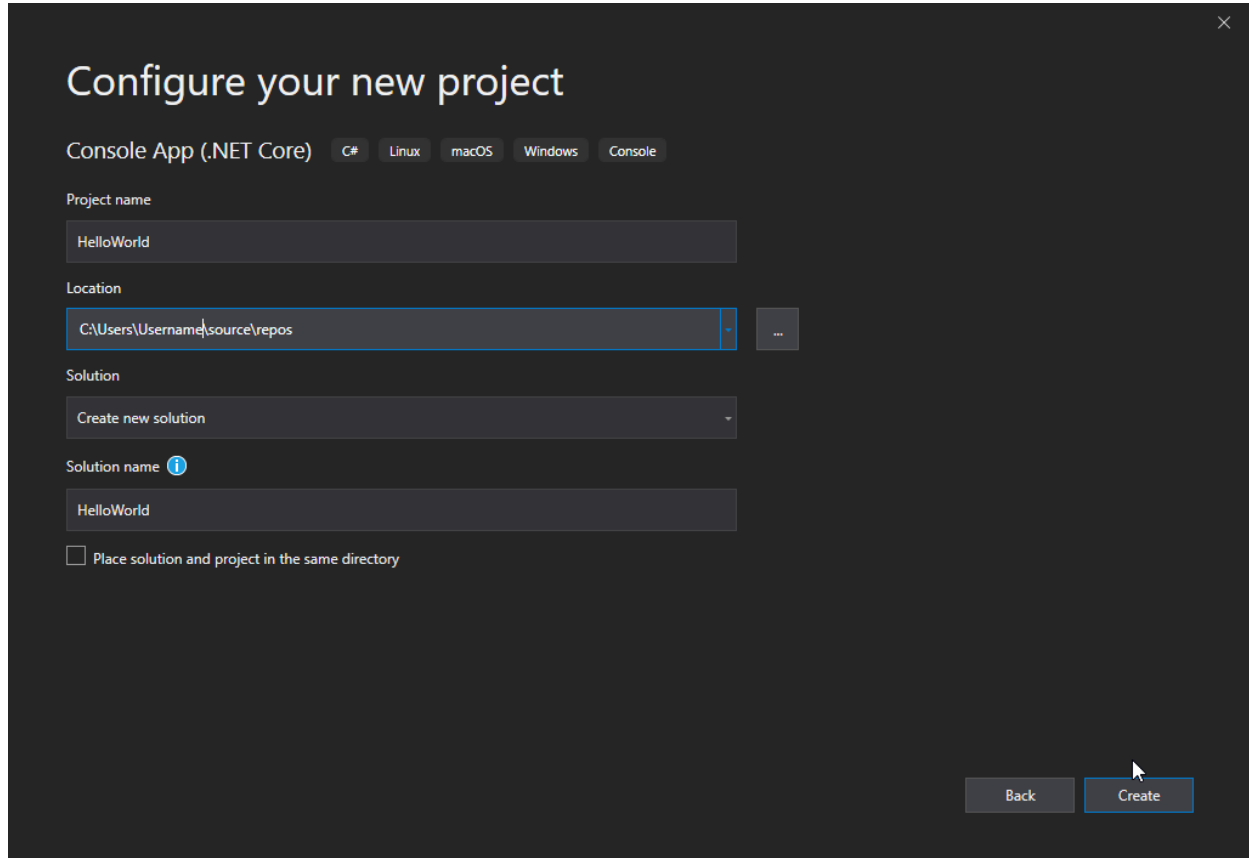 Configure your new project
Console App (.NET Core) C# Linux macOS Windows Console
Project name
HelloWorld
Location
C:\Users\Username\source\repos
...
Solution
Create new solution
Solution name
HelloWorld
Place solution and project in the same directory
Back Create